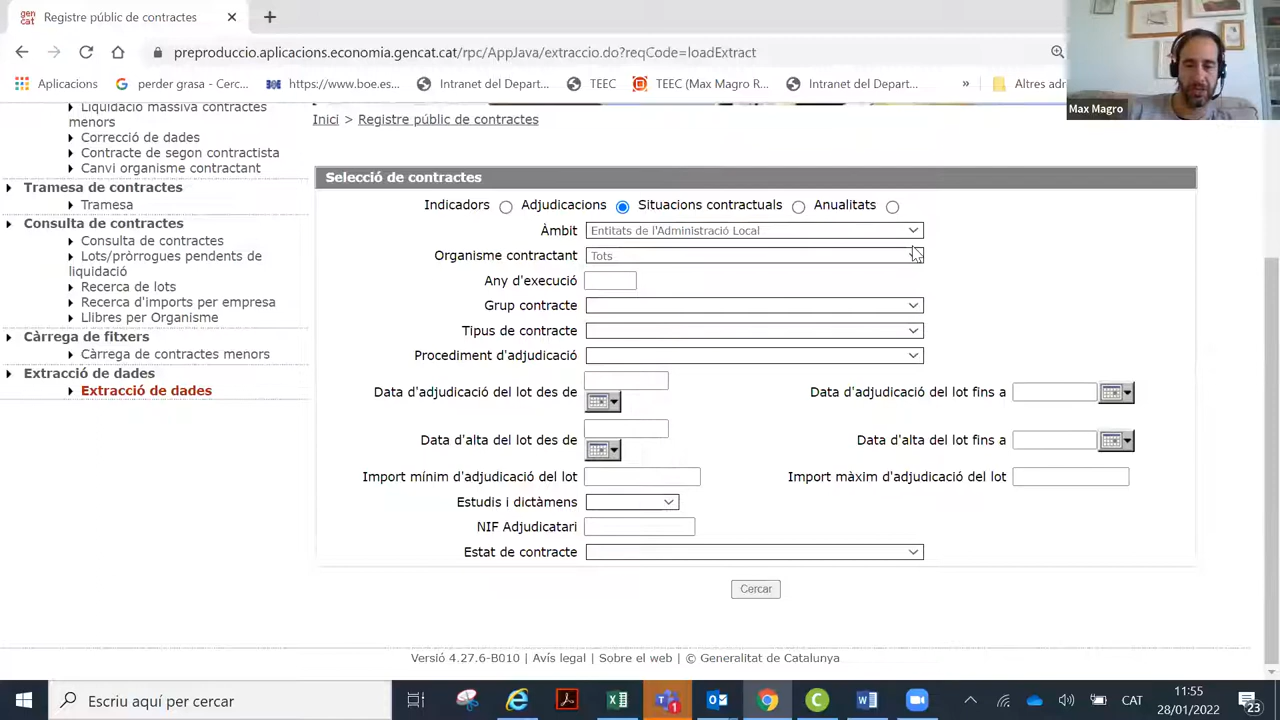 gen
cat
Registre públic de contractes
preproduccio.aplicacions.economia.gencat.cat/rpc/AppJava/extraccio.do?reqCode=loadExtract
Aplicacions
perder grasa - Cerc...
https://www.boe.es...
Intranet del Depart...
TEEC
TEEC (Max Magro R...
Intranet del Depar...
»
Altres adr
Max Magro
Liquidació massiva contractes
menors
Correcció de dades
Contracte de segon contractista
Canvi organisme contractant
Tramesa de contractes
Tramesa
Consulta de contractes
Consulta de contractes
Lots/pròrrogues pendents de
liquidació
Recerca de lots
Recerca d'imports per empresa
Llibres per Organisme
Càrrega de fitxers
Càrrega de contractes menors
Extracció de dades
Extracció de dades
Inici > Registre públic de contractes
Selecció de contractes
Indicadors Adjudicacions Situacions contractuals Anualitats
Àmbit Entitats de l'Administració Local
Organisme contractant Tots
Any d'execució
Grup contracte
Tipus de contracte
Procediment d'adjudicació
Data d'adjudicació del lot des de Data d'adjudicació del lot fins a
Data d'alta del lot des de Data d'alta del lot fins a
Import mínim d'adjudicació del lot Import màxim d'adjudicació del lot
Estudis i dictàmens
NIF Adjudicatari
Estat de contracte
Cercar
Versió 4.27.6-B010 | Avís legal | Sobre el web | © Generalitat de Catalunya
Escriu aquí per cercar
CAT
11:55
28/01/2022
23